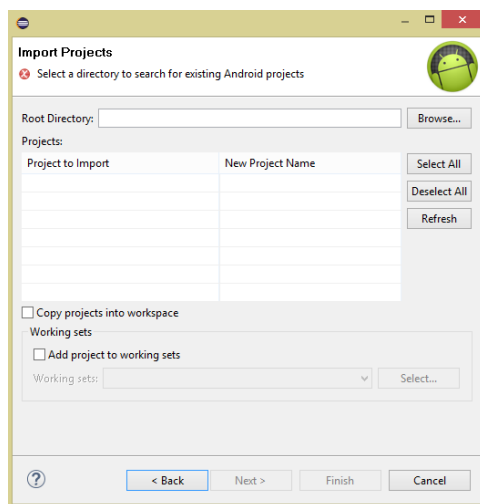 Import Projects
Select a directory to search for existing Android projects
Root Directory: Browse...
Projects:
Project to Import New Project Name Select All
Deselect All
Refresh
Copy projects into workspace
Working sets
Add project to working sets
Working sets: Select...
? < Back Next > Finish Cancel